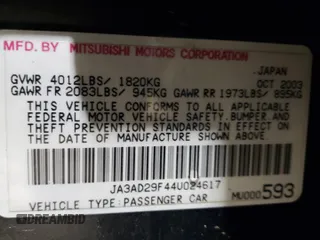 MFD. BY MITSUBISHI MOTORS CORPORATION
JAPAN
GVWR 4012LBS/ 1820KG OCT 2003
GAWR FR 2083LBS/ 945KG GAWR RR 1973LBS/ 895KG
THIS VEHICLE CONFORMS TO ALL APPLICABLE
FEDERAL MOTOR VEHICLE SAFETY, BUMPER AND
THEFT PREVENTION STANDARDS IN EFFECT ON
THE DATE OF MANUFACTURE SHOWN ABOVE.
JA3AD29F44U024617
VEHICLE TYPE: PASSENGER CAR MU000593